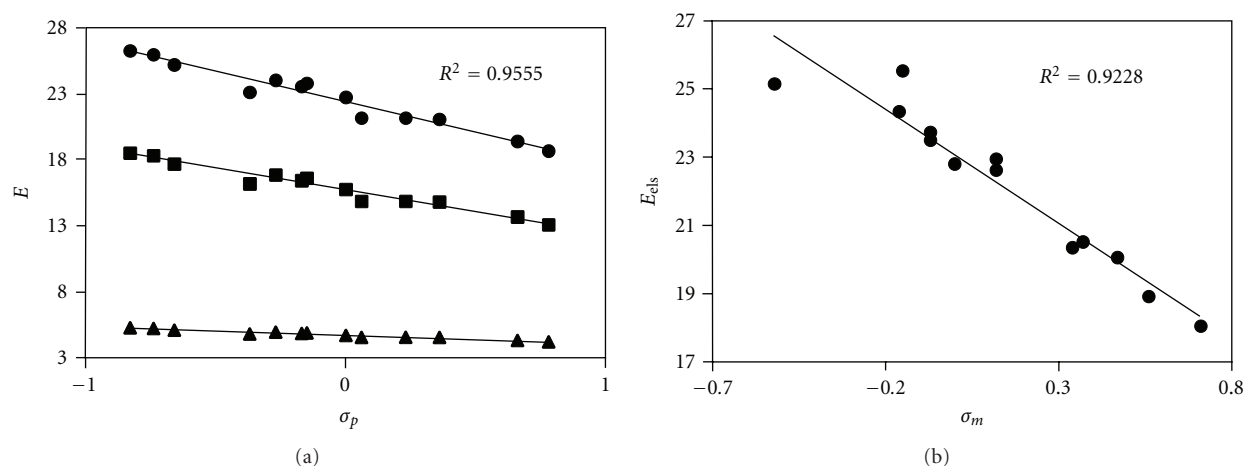 28
23
18
13
8
3
E
R² = 0.9555
−1
0
1
σp
(a)
27
25
23
21
19
17
Eels
R² = 0.9228
−0.7
−0.2
0.3
0.8
σm
(b)